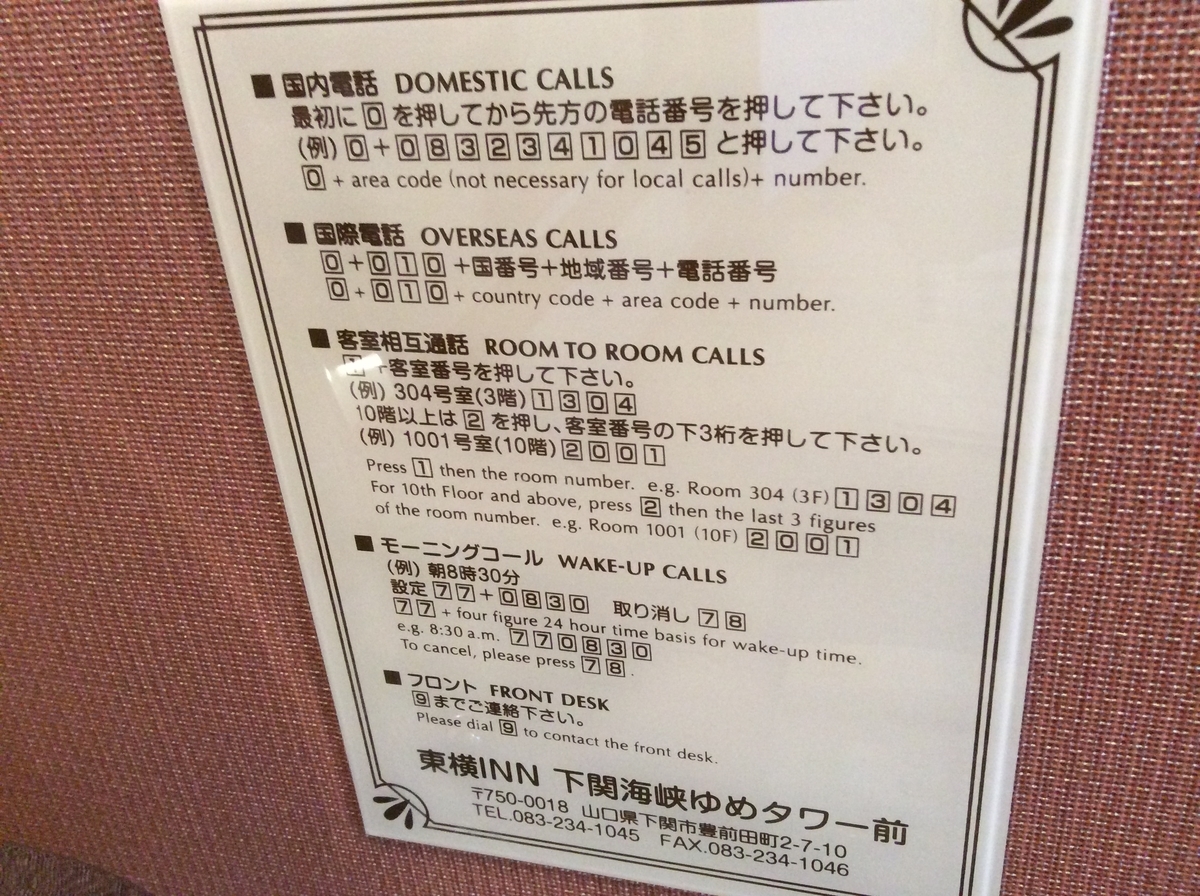 ■ 国内電話 DOMESTIC CALLS
最初に 0 を押してから先方の電話番号を押して下さい。
(例) 0+0832341045 と押して下さい。
0 + area code (not necessary for local calls)+ number.
■ 国際電話 OVERSEAS CALLS
0+010+国番号+地域番号+電話番号
0+010+ country code + area code + number.
■ 客室相互通話 ROOM TO ROOM CALLS
1+客室番号を押して下さい。
(例) 304号室(3階) 1304
10階以上は 2 を押し、客室番号の下3桁を押して下さい。
(例) 1001号室(10階) 2001
Press 1 then the room number. e.g. Room 304 (3F) 1304
For 10th Floor and above, press 2 then the last 3 figures
of the room number. e.g. Room 1001 (10F) 2001
■ モーニングコール WAKE-UP CALLS
(例) 朝8時30分
設定 77+0830 取り消し 78
77 + four figure 24 hour time basis for wake-up time.
e.g. 8:30 a.m. 770830
To cancel, please press 78.
■ フロント FRONT DESK
9までご連絡下さい。
Please dial 9 to contact the front desk.
東横INN 下関海峡ゆめタワー前
〒750-0018 山口県下関市豊前田町2-7-10
TEL.083-234-1045 FAX.083-234-1046